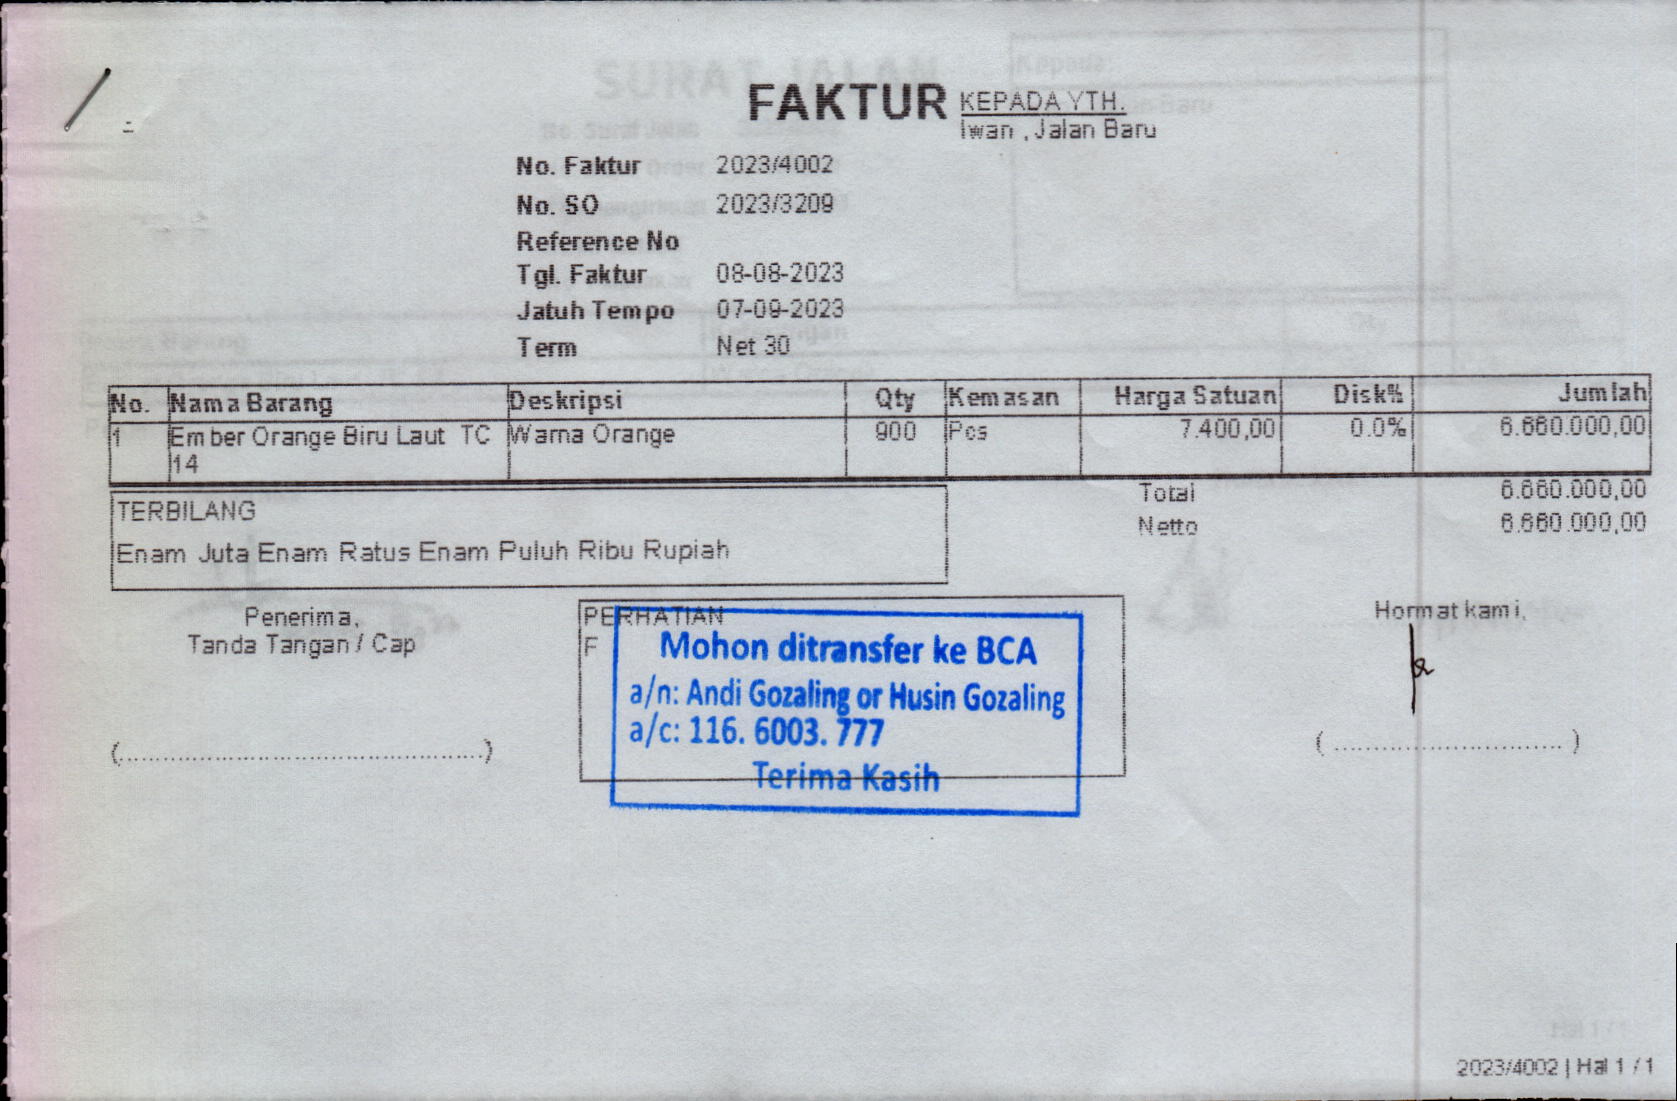 FAKTUR
KEPADA YTH.
Iwan , Jalan Baru
No. Faktur 2023/4002
No. SO 2023/3209
Reference No
Tgl. Faktur 08-08-2023
Jatuh Tempo 07-09-2023
Term Net 30
No. Nama Barang Deskripsi Qty Kemasan Harga Satuan Disk% Jumlah
1 Ember Orange Biru Laut TC Warna Orange 900 Pcs 7.400,00 0.0% 6.660.000,00
14
Total 6.660.000,00
Netto 6.660.000,00
TERBILANG
Enam Juta Enam Ratus Enam Puluh Ribu Rupiah
Penerima,
Tanda Tangan / Cap
(..................................................)
PERHATIAN
F
Mohon ditransfer ke BCA
a/n: Andi Gozaling or Husin Gozaling
a/c: 116. 6003. 777
Terima Kasih
Hormat kami,
( ................................ )
2023/4002 | Hal 1 / 1